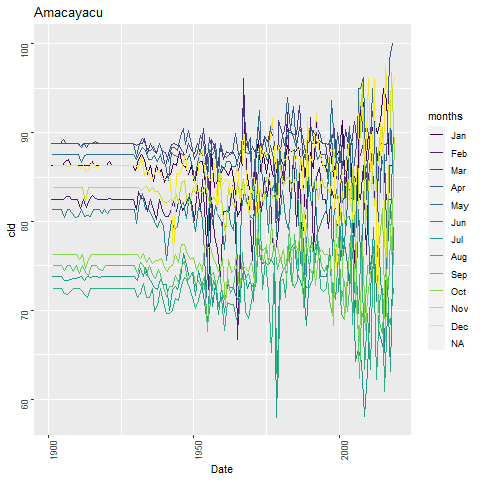 Amacayacu
100
90
80
70
60
cld
1900
1950
2000
Date
months
Jan
Feb
Mar
Apr
May
Jun
Jul
Aug
Sep
Oct
Nov
Dec
NA